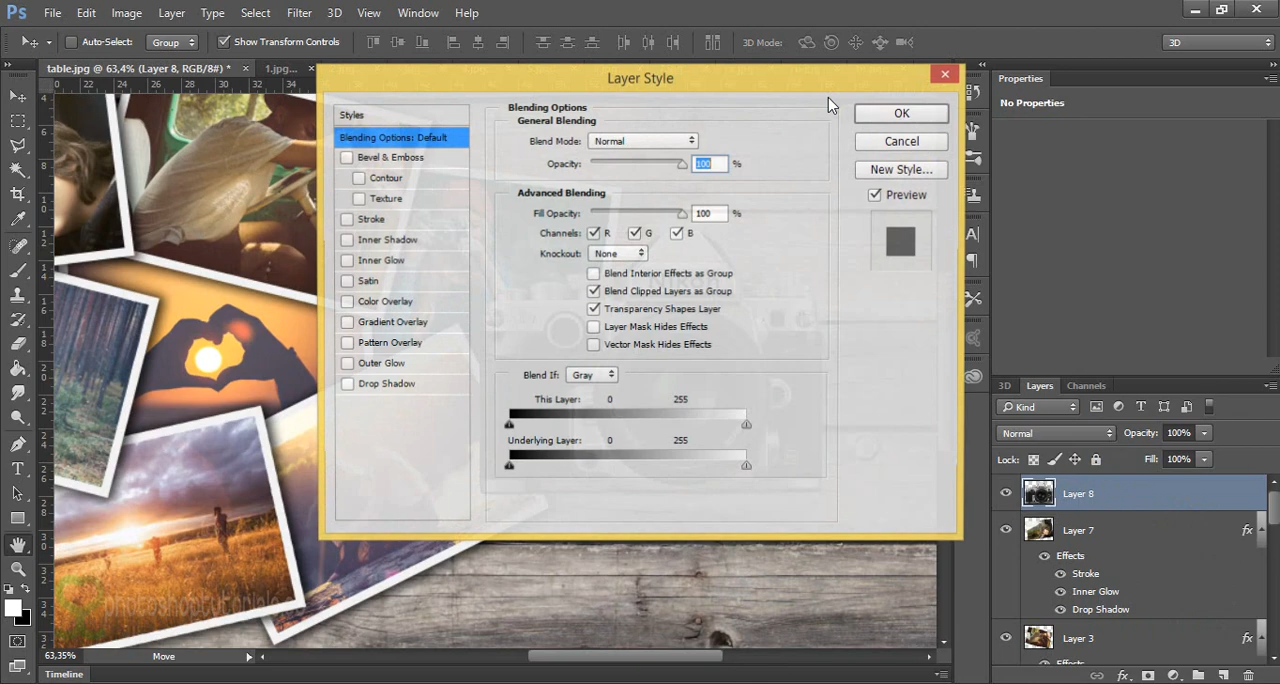 Ps File Edit Image Layer Type Select Filter 3D View Window Help
Auto-Select: Group Show Transform Controls 3D Mode: 3D
table.jpg @ 63,4% (Layer 8, RGB/8#) * × 1.jpg... ×
Layer Style
Properties
No Properties
Styles
Blending Options: Default
Bevel & Emboss
Contour
Texture
Stroke
Inner Shadow
Inner Glow
Satin
Color Overlay
Gradient Overlay
Pattern Overlay
Outer Glow
Drop Shadow
Blending Options
General Blending
Blend Mode: Normal
Opacity: 100 %
Advanced Blending
Fill Opacity: 100 %
Channels: R G B
Knockout: None
Blend Interior Effects as Group
Blend Clipped Layers as Group
Transparency Shapes Layer
Layer Mask Hides Effects
Vector Mask Hides Effects
Blend If: Gray
This Layer: 0 255
Underlying Layer: 0 255
OK
Cancel
New Style...
Preview
3D Layers Channels
Kind
Normal Opacity: 100%
Lock: Fill: 100%
Layer 8
Layer 7 fx
Effects
Stroke
Inner Glow
Drop Shadow
Layer 3 fx
Effects
63,35% Move
Timeline